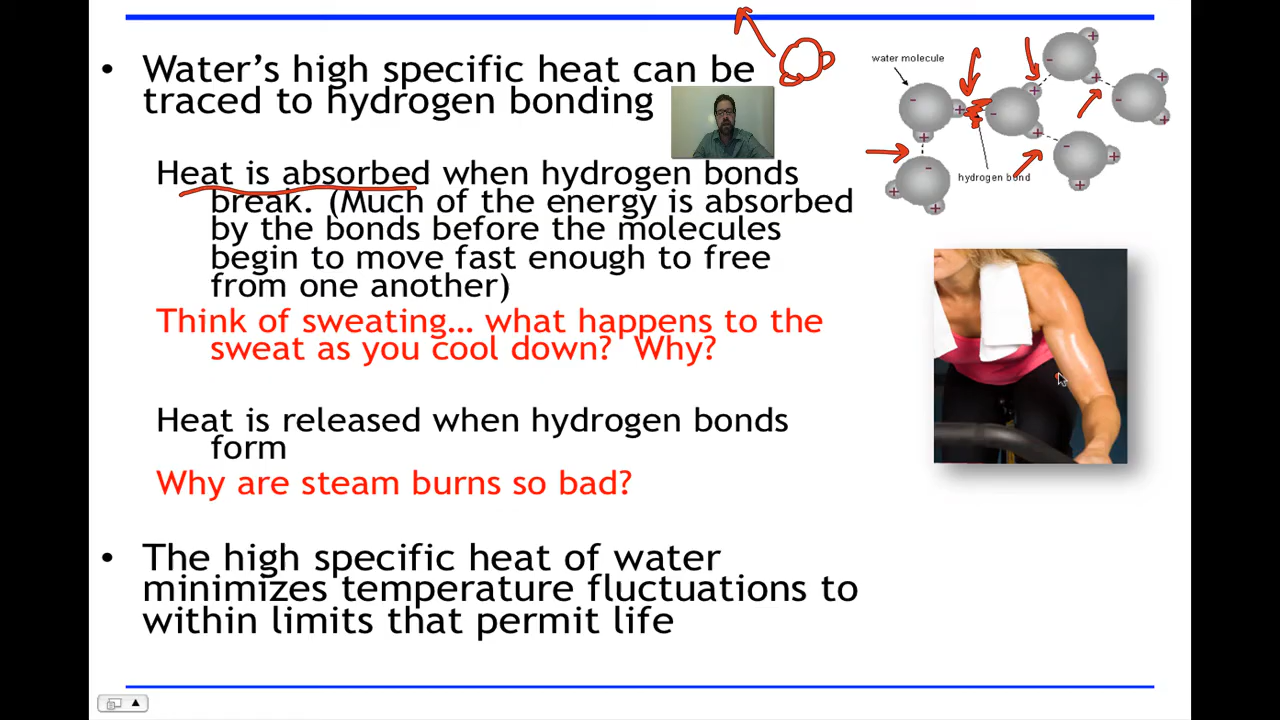 • Water's high specific heat can be
traced to hydrogen bonding
Heat is absorbed when hydrogen bonds
break. (Much of the energy is absorbed
by the bonds before the molecules
begin to move fast enough to free
from one another)
Think of sweating… what happens to the
sweat as you cool down? Why?
Heat is released when hydrogen bonds
form
Why are steam burns so bad?
• The high specific heat of water
minimizes temperature fluctuations to
within limits that permit life
water molecule
hydrogen bond